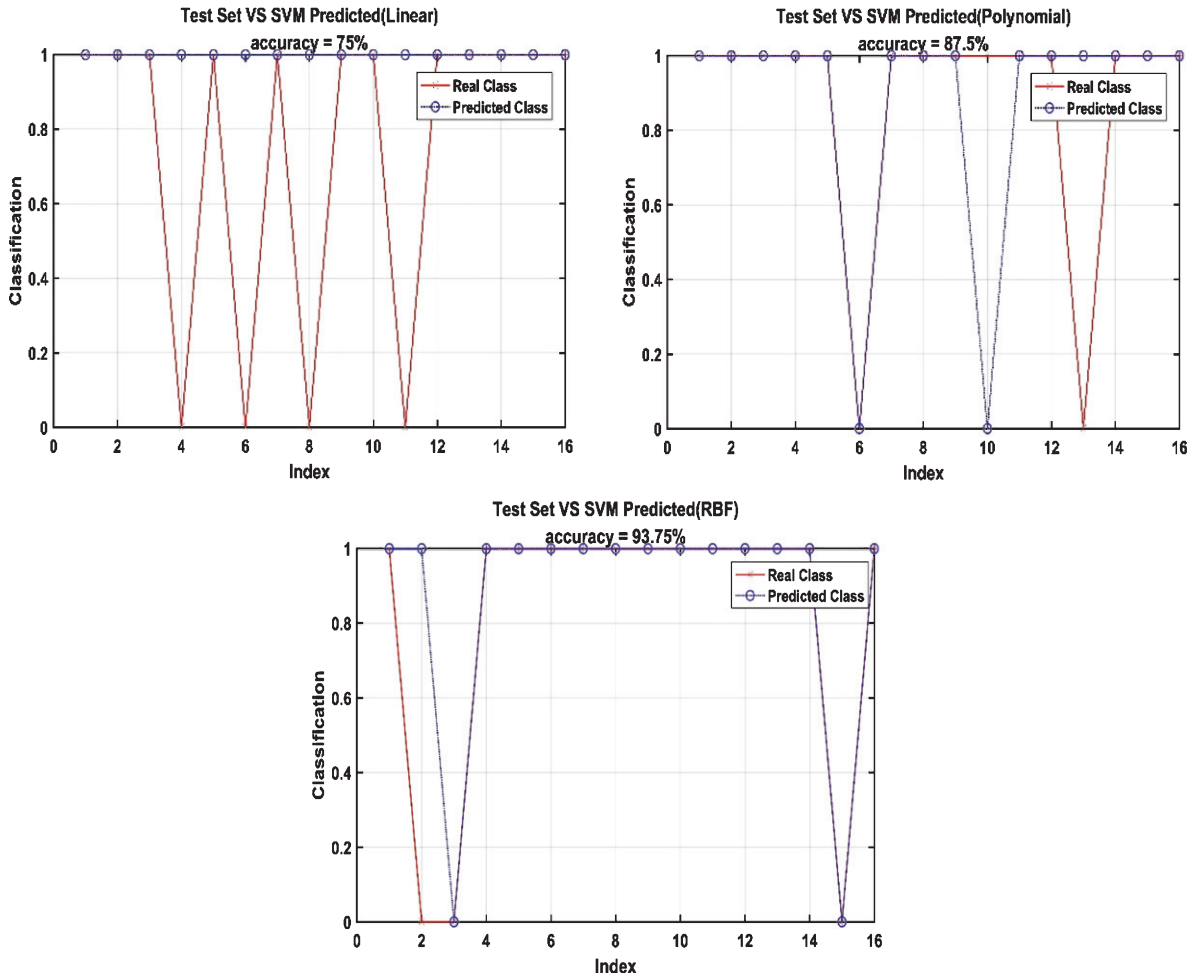 Test Set VS SVM Predicted(Linear)
accuracy = 75%
Real Class
Predicted Class
Classification
1
0.8
0.6
0.4
0.2
0
0 2 4 6 8 10 12 14 16
Index
Test Set VS SVM Predicted(Polynomial)
accuracy = 87.5%
Real Class
Predicted Class
Classification
1
0.8
0.6
0.4
0.2
0
0 2 4 6 8 10 12 14 16
Index
Test Set VS SVM Predicted(RBF)
accuracy = 93.75%
Real Class
Predicted Class
Classification
1
0.8
0.6
0.4
0.2
0
0 2 4 6 8 10 12 14 16
Index